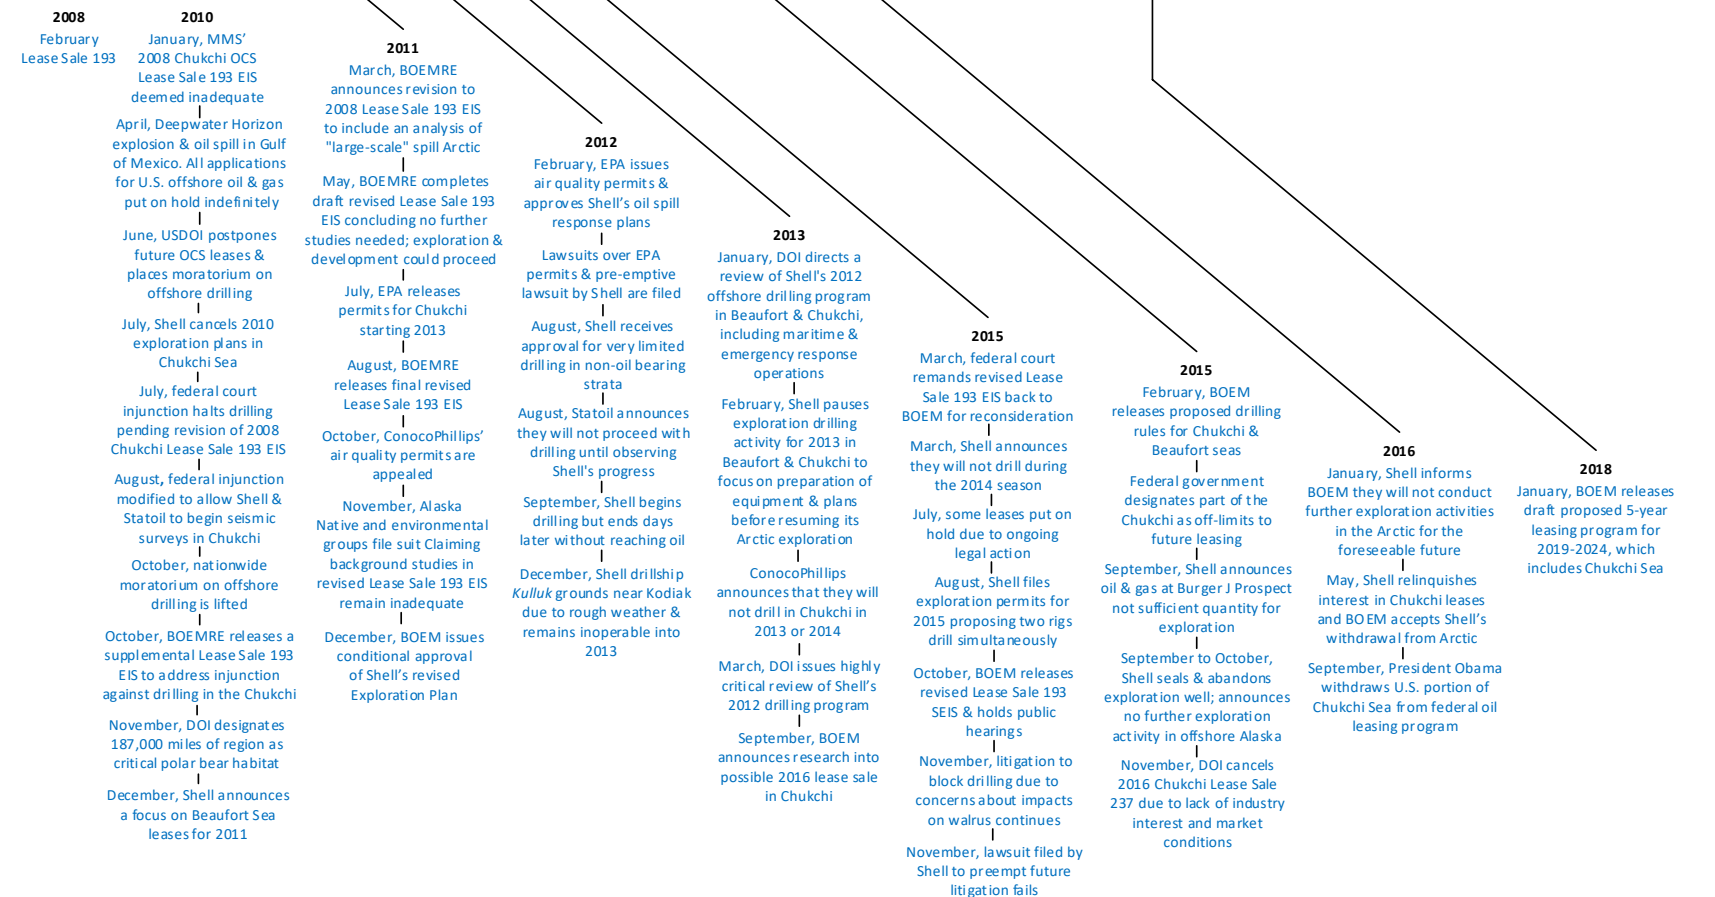 2008
February
Lease Sale 193
2010
January, MMS’
2008 Chukchi OCS
Lease Sale 193 EIS
deemed inadequate
April, Deepwater Horizon
explosion & oil spill in Gulf
of Mexico. All applications
for U.S. offshore oil & gas
put on hold indefinitely
June, USDOI postpones
future OCS leases &
places moratorium on
offshore drilling
July, Shell cancels 2010
exploration plans in
Chukchi Sea
July, federal court
injunction halts drilling
pending revision of 2008
Chukchi Lease Sale 193 EIS
August, federal injunction
modified to allow Shell &
Statoil to begin seismic
surveys in Chukchi
October, nationwide
moratorium on offshore
drilling is lifted
October, BOEMRE releases a
supplemental Lease Sale 193
EIS to address injunction
against drilling in the Chukchi
November, DOI designates
187,000 miles of region as
critical polar bear habitat
December, Shell announces
a focus on Beaufort Sea
leases for 2011
2011
March, BOEMRE
announces revision to
2008 Lease Sale 193 EIS
to include an analysis of
"large-scale" spill Arctic
May, BOEMRE completes
draft revised Lease Sale 193
EIS concluding no further
studies needed; exploration &
development could proceed
July, EPA releases
permits for Chukchi
starting 2013
August, BOEMRE
releases final revised
Lease Sale 193 EIS
October, ConocoPhillips’
air quality permits are
appealed
November, Alaska
Native and environmental
groups file suit Claiming
background studies in
revised Lease Sale 193 EIS
remain inadequate
December, BOEM issues
conditional approval
of Shell’s revised
Exploration Plan
2012
February, EPA issues
air quality permits &
approves Shell’s oil spill
response plans
Lawsuits over EPA
permits & pre-emptive
lawsuit by Shell are filed
August, Shell receives
approval for very limited
drilling in non-oil bearing
strata
August, Statoil announces
they will not proceed with
drilling until observing
Shell's progress
September, Shell begins
drilling but ends days
later without reaching oil
December, Shell drillship
Kulluk grounds near Kodiak
due to rough weather &
remains inoperable into
2013
2013
January, DOI directs a
review of Shell's 2012
offshore drilling program
in Beaufort & Chukchi,
including maritime &
emergency response
operations
February, Shell pauses
exploration drilling
activity for 2013 in
Beaufort & Chukchi to
focus on preparation of
equipment & plans
before resuming its
Arctic exploration
ConocoPhillips
announces that they will
not drill in Chukchi in
2013 or 2014
March, DOI issues highly
critical review of Shell’s
2012 drilling program
September, BOEM
announces research into
possible 2016 lease sale
in Chukchi
2015
March, federal court
remands revised Lease
Sale 193 EIS back to
BOEM for reconsideration
March, Shell announces
they will not drill during
the 2014 season
July, some leases put on
hold due to ongoing
legal action
August, Shell files
exploration permits for
2015 proposing two rigs
drill simultaneously
October, BOEM releases
revised Lease Sale 193
SEIS & holds public
hearings
November, litigation to
block drilling due to
concerns about impacts
on walrus continues
November, lawsuit filed by
Shell to preempt future
litigation fails
2015
February, BOEM
releases proposed drilling
rules for Chukchi &
Beaufort seas
Federal government
designates part of the
Chukchi as off-limits to
future leasing
September, Shell announces
oil & gas at Burger J Prospect
not sufficient quantity for
exploration
September to October,
Shell seals & abandons
exploration well; announces
no further exploration
activity in offshore Alaska
November, DOI cancels
2016 Chukchi Lease Sale
237 due to lack of industry
interest and market
conditions
2016
January, Shell informs
BOEM they will not conduct
further exploration activities
in the Arctic for the
foreseeable future
May, Shell relinquishes
interest in Chukchi leases
and BOEM accepts Shell’s
withdrawal from Arctic
September, President Obama
withdraws U.S. portion of
Chukchi Sea from federal oil
leasing program
2018
January, BOEM releases
draft proposed 5-year
leasing program for
2019-2024, which
includes Chukchi Sea